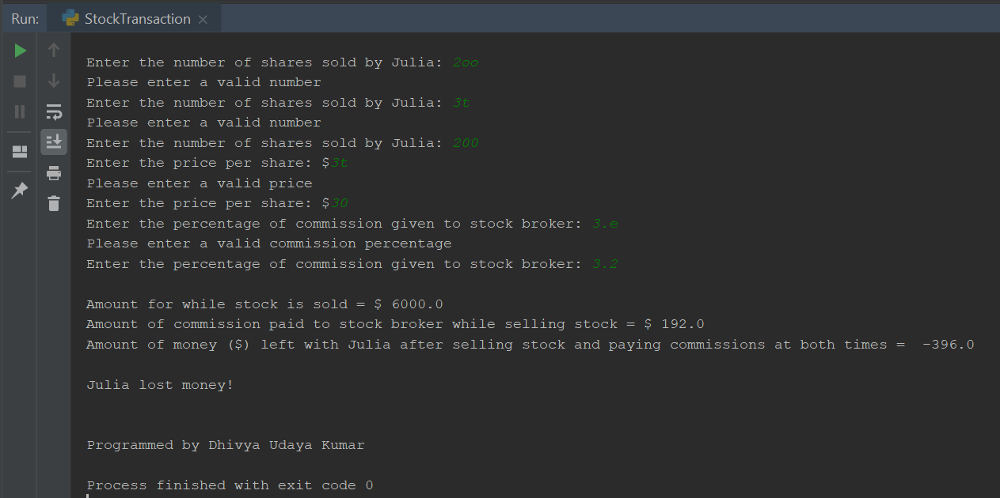 Run: StockTransaction
Enter the number of shares sold by Julia: 2oo
Please enter a valid number
Enter the number of shares sold by Julia: 3t
Please enter a valid number
Enter the number of shares sold by Julia: 200
Enter the price per share: $3t
Please enter a valid price
Enter the price per share: $30
Enter the percentage of commission given to stock broker: 3.e
Please enter a valid commission percentage
Enter the percentage of commission given to stock broker: 3.2
Amount for while stock is sold = $ 6000.0
Amount of commission paid to stock broker while selling stock = $ 192.0
Amount of money ($) left with Julia after selling stock and paying commissions at both times =  -396.0
Julia lost money!
Programmed by Dhivya Udaya Kumar
Process finished with exit code 0